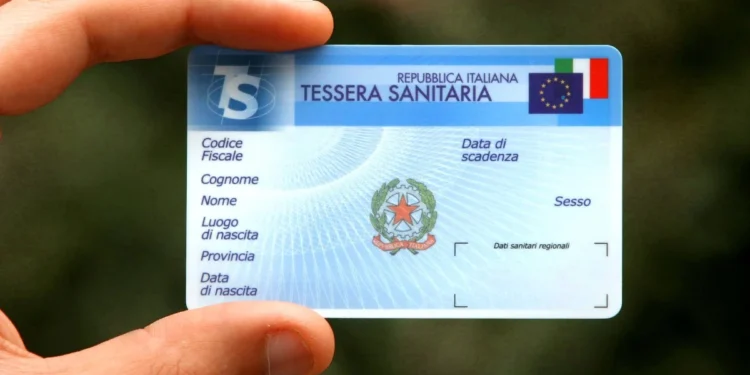 TS
REPUBBLICA ITALIANA
TESSERA SANITARIA
Codice
Fiscale
Data di
scadenza
Cognome
Nome
Sesso
Luogo
di nascita
Provincia
Dati sanitari regionali
Data
di nascita